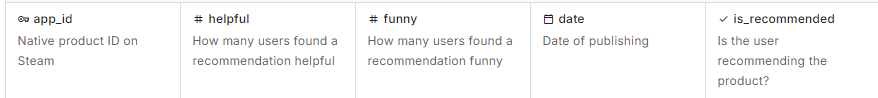 app_id
Native product ID on
Steam
# helpful
How many users found a
recommendation helpful
# funny
How many users found a
recommendation funny
date
Date of publishing
✓ is_recommended
Is the user
recommending the
product?